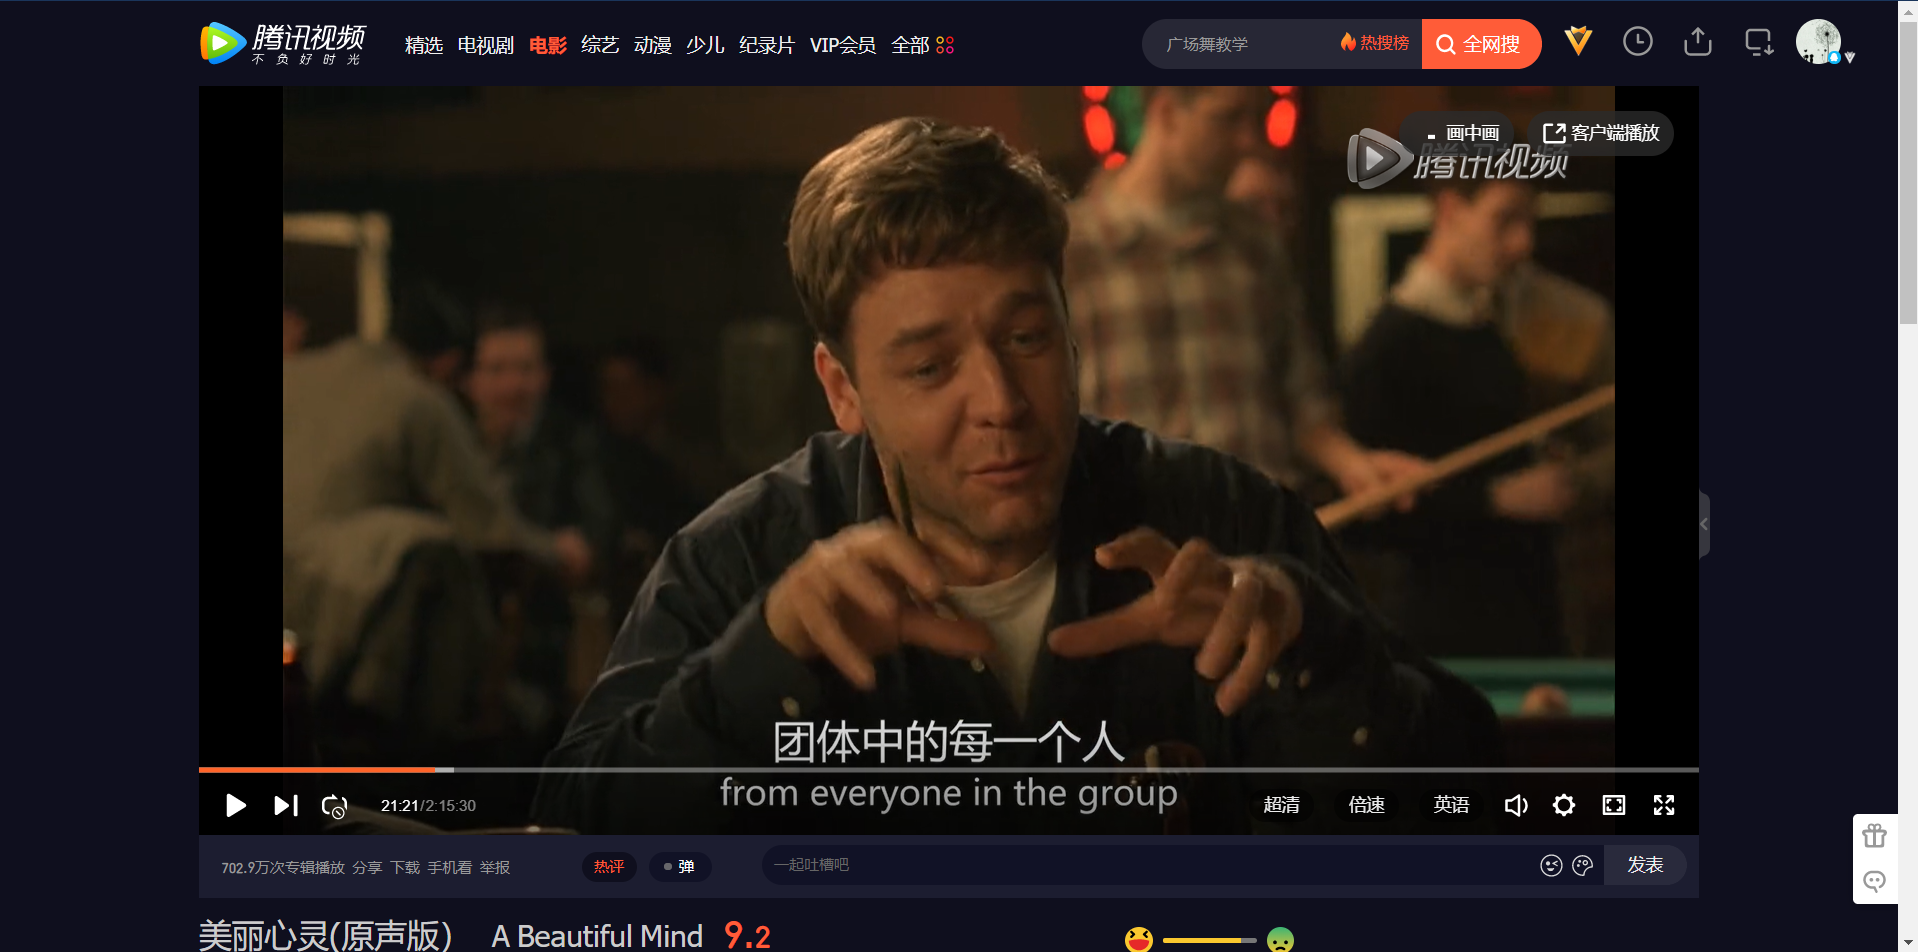 腾讯视频
不负好时光
精选 电视剧 电影 综艺 动漫 少儿 纪录片 VIP会员 全部
广场舞教学 热搜榜 全网搜
画中画 客户端播放
腾讯视频
团体中的每一个人
from everyone in the group
21:21/2:15:30 超清 倍速 英语
702.9万次专辑播放 分享 下载 手机看 举报 热评 弹 一起吐槽吧 发表
美丽心灵(原声版) A Beautiful Mind 9.2